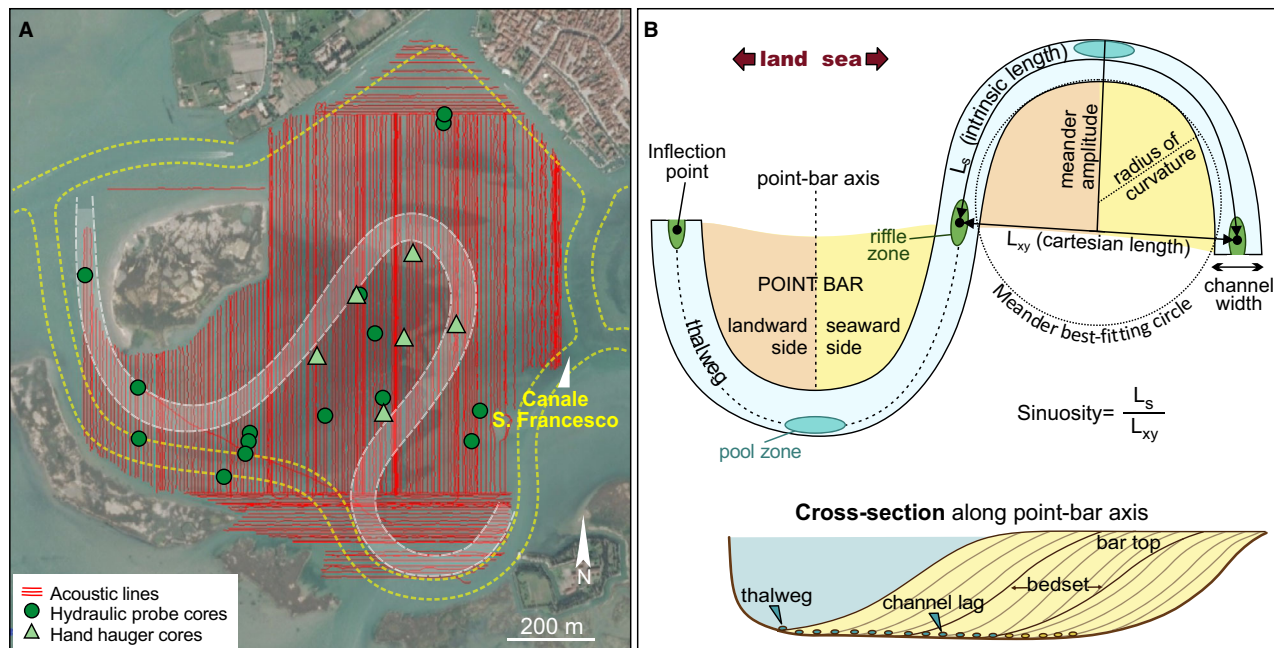 A
Canale
S. Francesco
N
Acoustic lines
Hydraulic probe cores
Hand hauger cores
200 m
B
land sea
Inflection
point
point-bar axis
Ls (intrinsic length)
meander
amplitude
radius of
curvature
riffle
zone
Lxy (cartesian length)
channel
width
POINT BAR
landward
side
seaward
side
thalweg
Meander best-fitting circle
pool zone
Sinuosity= Ls
Lxy
Cross-section along point-bar axis
bar top
bedset
thalweg
channel lag